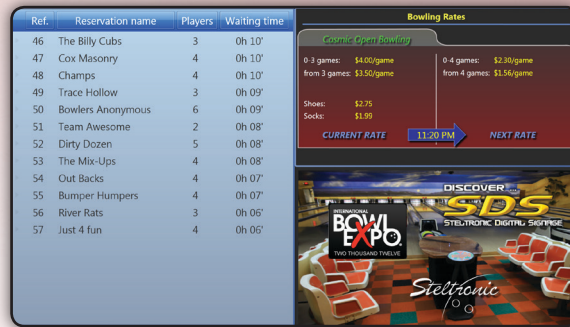 Ref. Reservation name Players Waiting time
46 The Billy Cubs 3 0h 10'
47 Cox Masonry 4 0h 10'
48 Champs 4 0h 10'
49 Trace Hollow 3 0h 09'
50 Bowlers Anonymous 6 0h 09'
51 Team Awesome 2 0h 08'
52 Dirty Dozen 5 0h 08'
53 The Mix-Ups 4 0h 08'
54 Out Backs 4 0h 07'
55 Bumper Humpers 4 0h 07'
56 River Rats 3 0h 06'
57 Just 4 fun 4 0h 06'
Bowling Rates
Cosmic Open Bowling
0-3 games: $4.00/game 0-4 games: $2.30/game
from 3 games: $3.50/game from 4 games: $1.56/game
Shoes: $2.75
Socks: $1.99
CURRENT RATE 11:20 PM NEXT RATE
DISCOVER
SDS
STELTRONIC DIGITAL SIGNAGE
INTERNATIONAL
BOWL
EXPO
TWO THOUSAND TWELVE
Steltronic